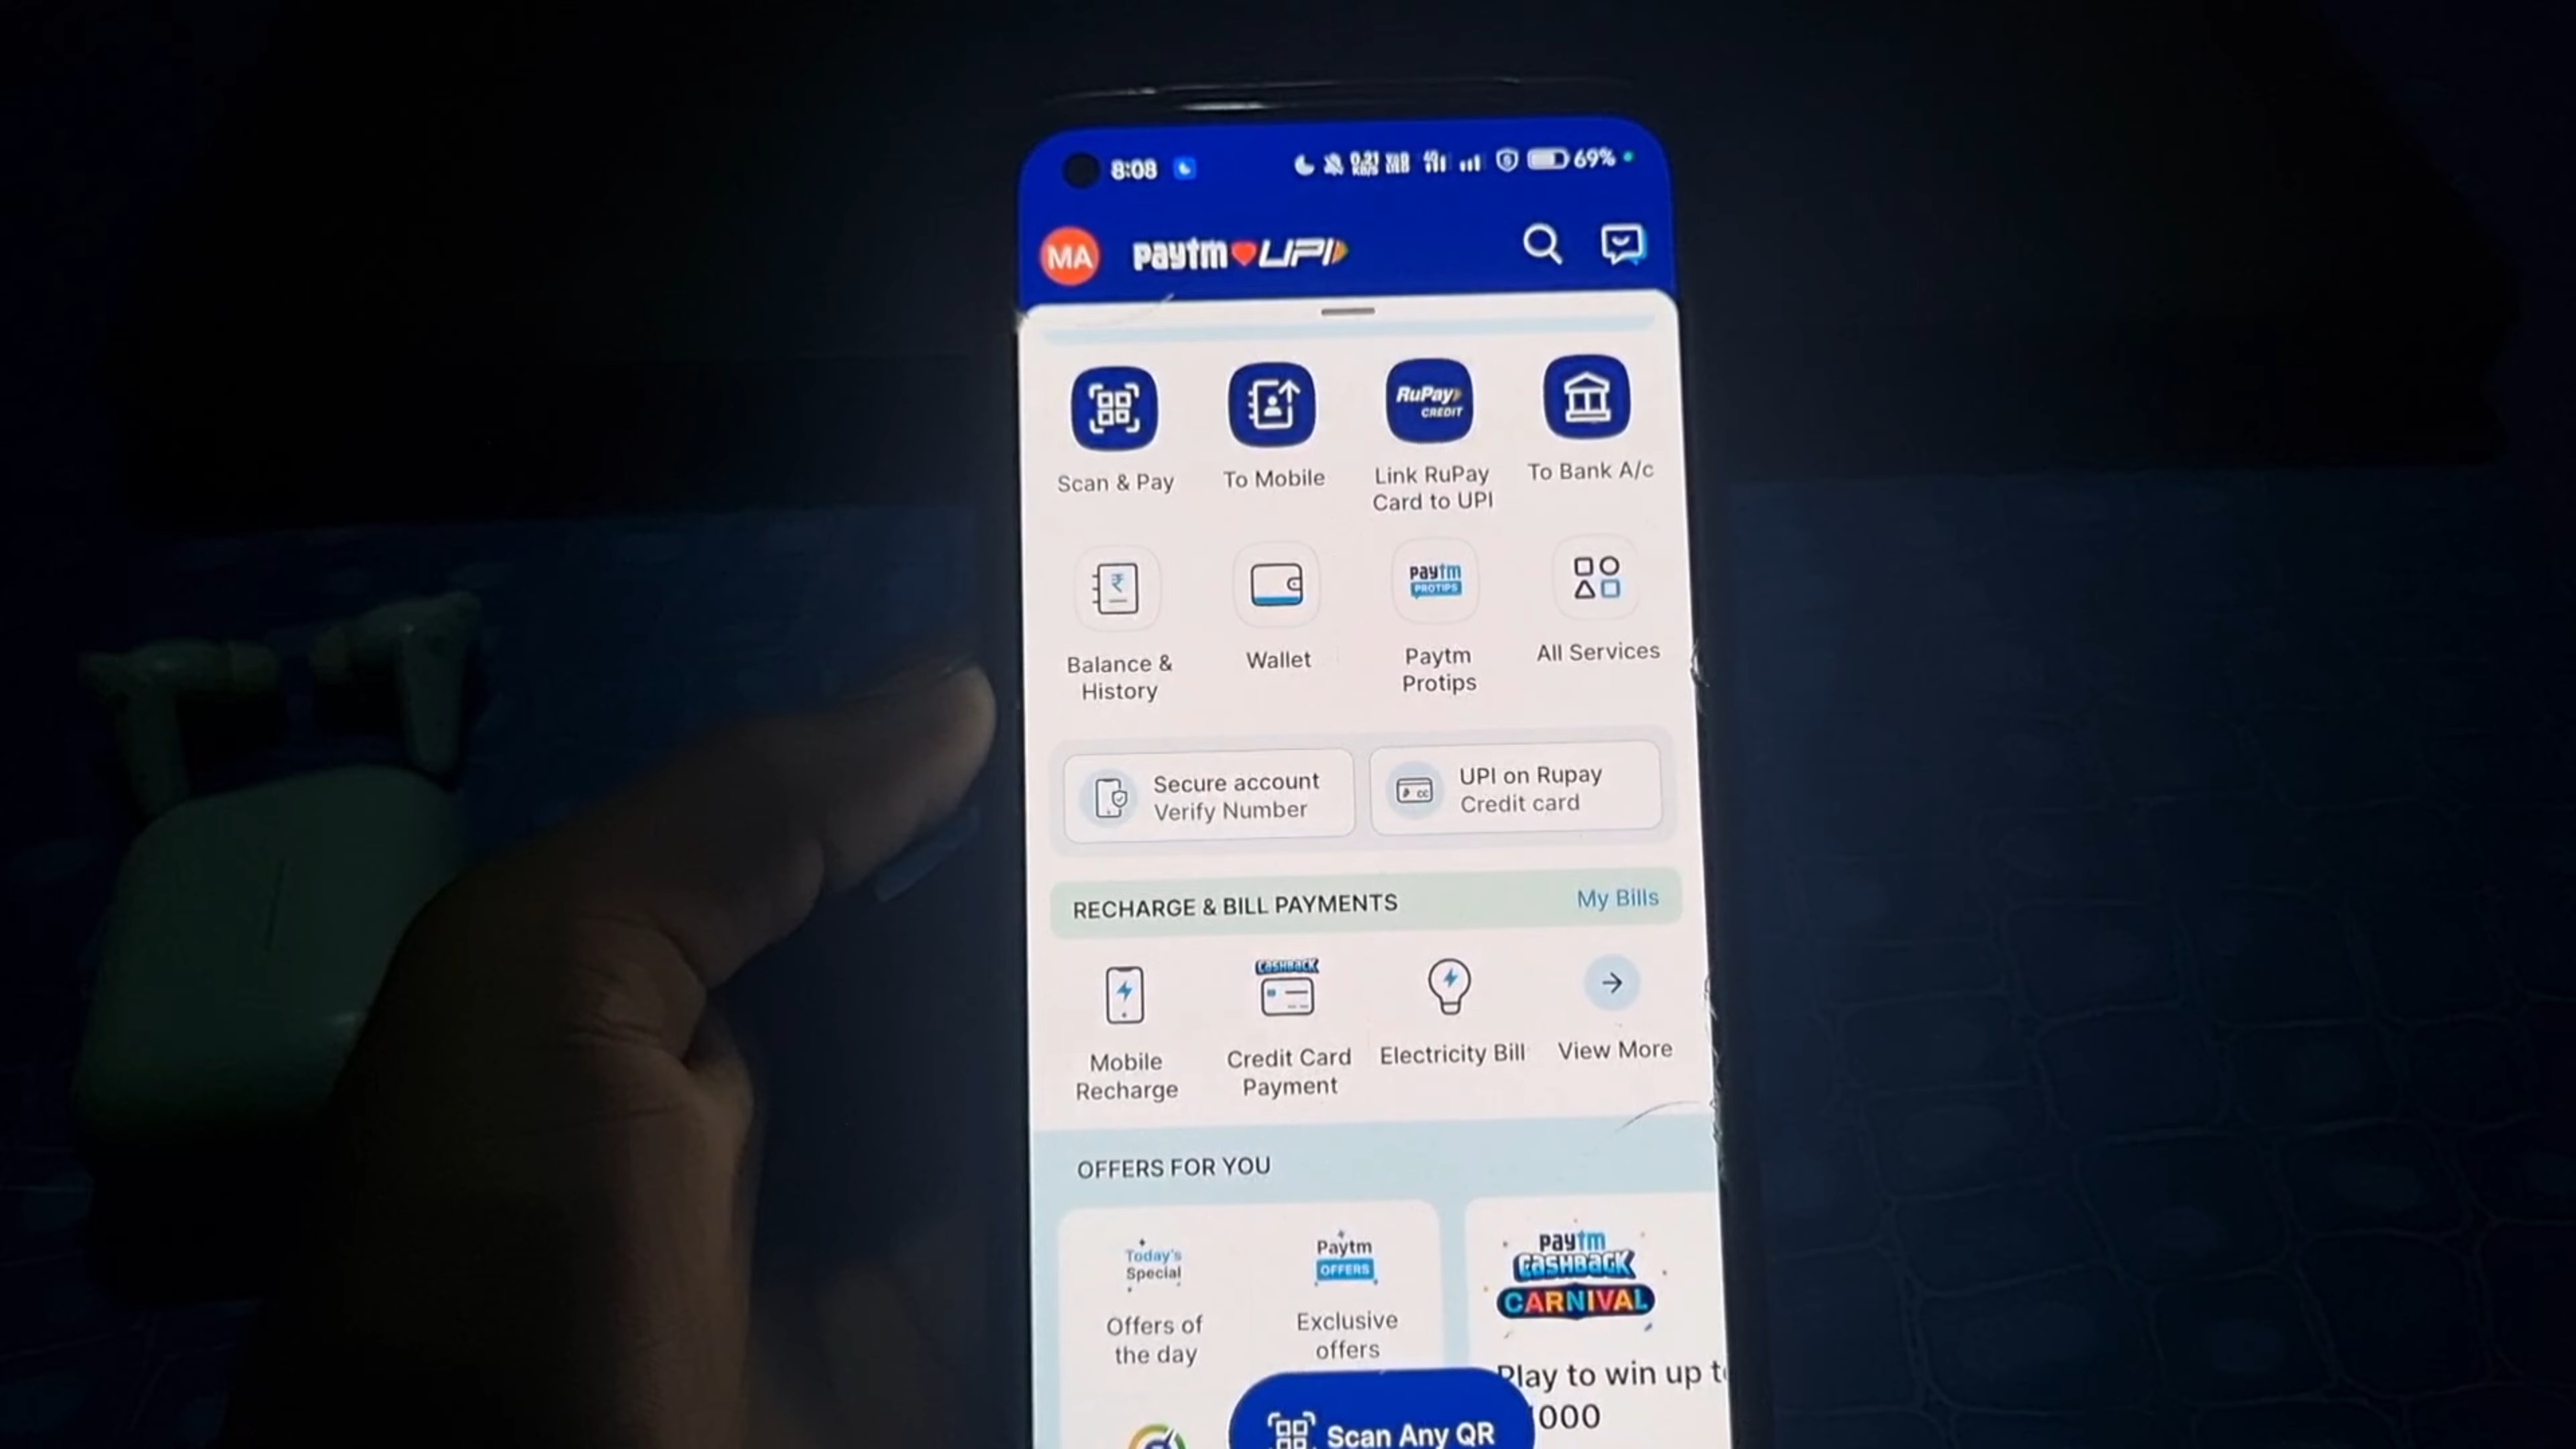 8:08 69%
MA paytm UPI
RuPay
CREDIT
Scan & Pay To Mobile Link RuPay To Bank A/c
Card to UPI
paytm
PROTIPS
Balance & Wallet Paytm All Services
History Protips
Secure account UPI on Rupay
Verify Number Credit card
RECHARGE & BILL PAYMENTS My Bills
CASHBACK
Mobile Credit Card Electricity Bill View More
Recharge Payment
OFFERS FOR YOU
Today's Paytm paytm
Special OFFERS CASHBACK
CARNIVAL
Offers of Exclusive
the day offers
Play to win up
000
Scan Any QR